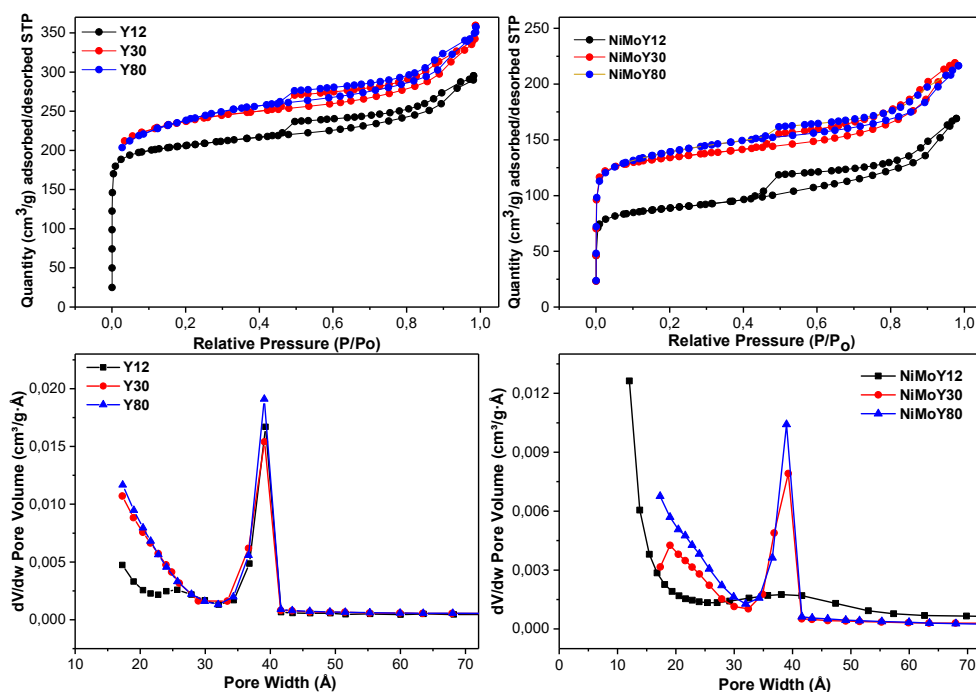 Quantity (cm³/g) adsorbed/desorbed STP
350
300
250
200
150
100
50
0
0,0 0,2 0,4 0,6 0,8 1,0
Relative Pressure (P/Po)
Y12
Y30
Y80
Quantity (cm³/g) adsorbed/desorbed STP
250
200
150
100
50
0
0,0 0,2 0,4 0,6 0,8 1,0
Relative Pressure (P/Po)
NiMoY12
NiMoY30
NiMoY80
dV/dw Pore Volume (cm³/g·Å)
0,020
0,015
0,010
0,005
0,000
10 20 30 40 50 60 70
Pore Width (Å)
Y12
Y30
Y80
dV/dw Pore Volume (cm³/g·Å)
0,012
0,009
0,006
0,003
0,000
0 10 20 30 40 50 60 70
Pore Width (Å)
NiMoY12
NiMoY30
NiMoY80